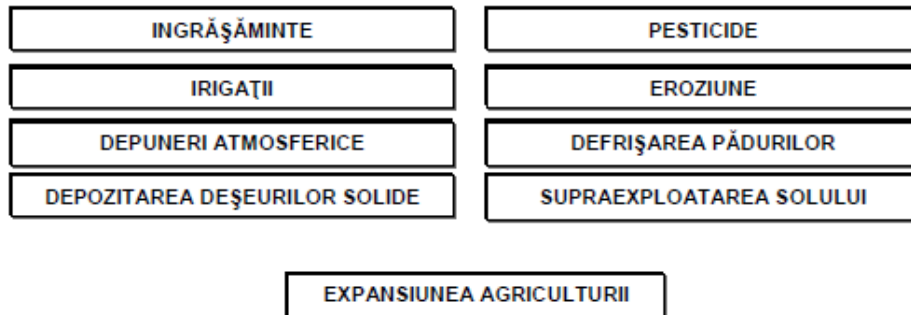 INGRĂŞĂMINTE
PESTICIDE
IRIGAŢII
EROZIUNE
DEPUNERI ATMOSFERICE
DEFRIŞAREA PĂDURILOR
DEPOZITAREA DEŞEURILOR SOLIDE
SUPRAEXPLOATAREA SOLULUI
EXPANSIUNEA AGRICULTURII